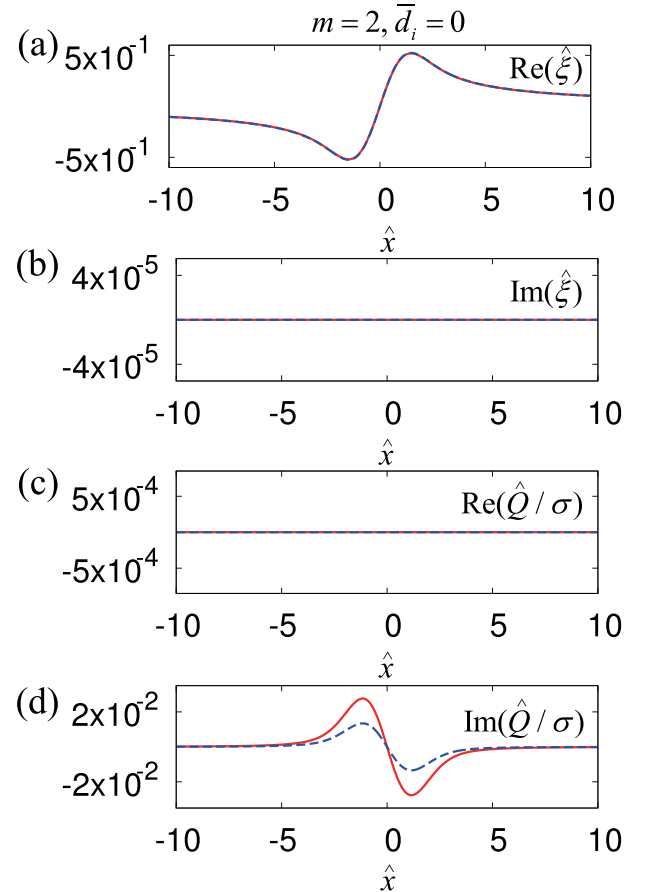 m = 2, d̅ᵢ = 0
(a)
5x10⁻¹
Re(ξ̂)
-5x10⁻¹
-10 -5 0 5 10
x̂
(b)
4x10⁻⁵
Im(ξ̂)
-4x10⁻⁵
-10 -5 0 5 10
x̂
(c)
5x10⁻⁴
Re(Q̂ / σ)
-5x10⁻⁴
-10 -5 0 5 10
x̂
(d)
2x10⁻²
Im(Q̂ / σ)
-2x10⁻²
-10 -5 0 5 10
x̂